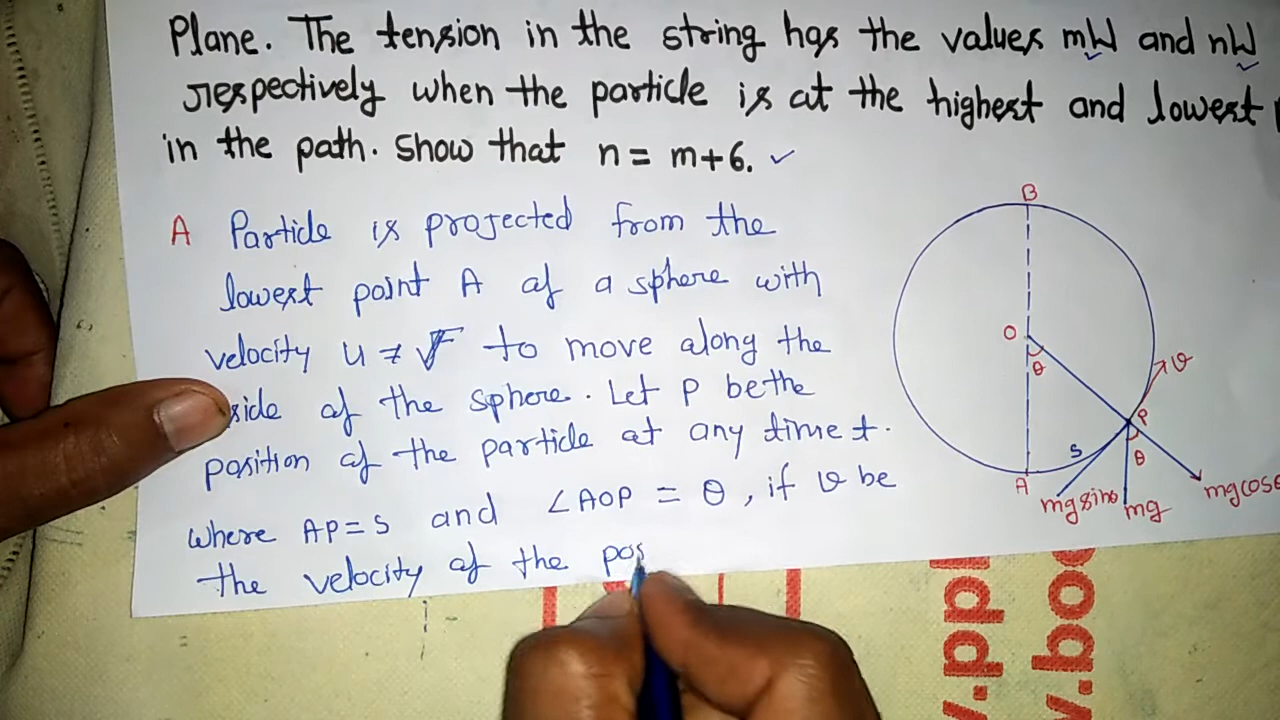 Plane. The tension in the string has the values mW and nW
respectively when the particle is at the highest and lowest
in the path. Show that n = m+6.
A Particle is projected from the
lowest point A of a sphere with
velocity u
to move along the
side of the sphere. Let P be the
position of the particle at any time t.
where AP = s and ∠AOP = θ, if v be
the velocity of the pos
B
O
θ
v
P
s
θ
A
mg sinθ
mg
mg cosθ
.pp
.boo